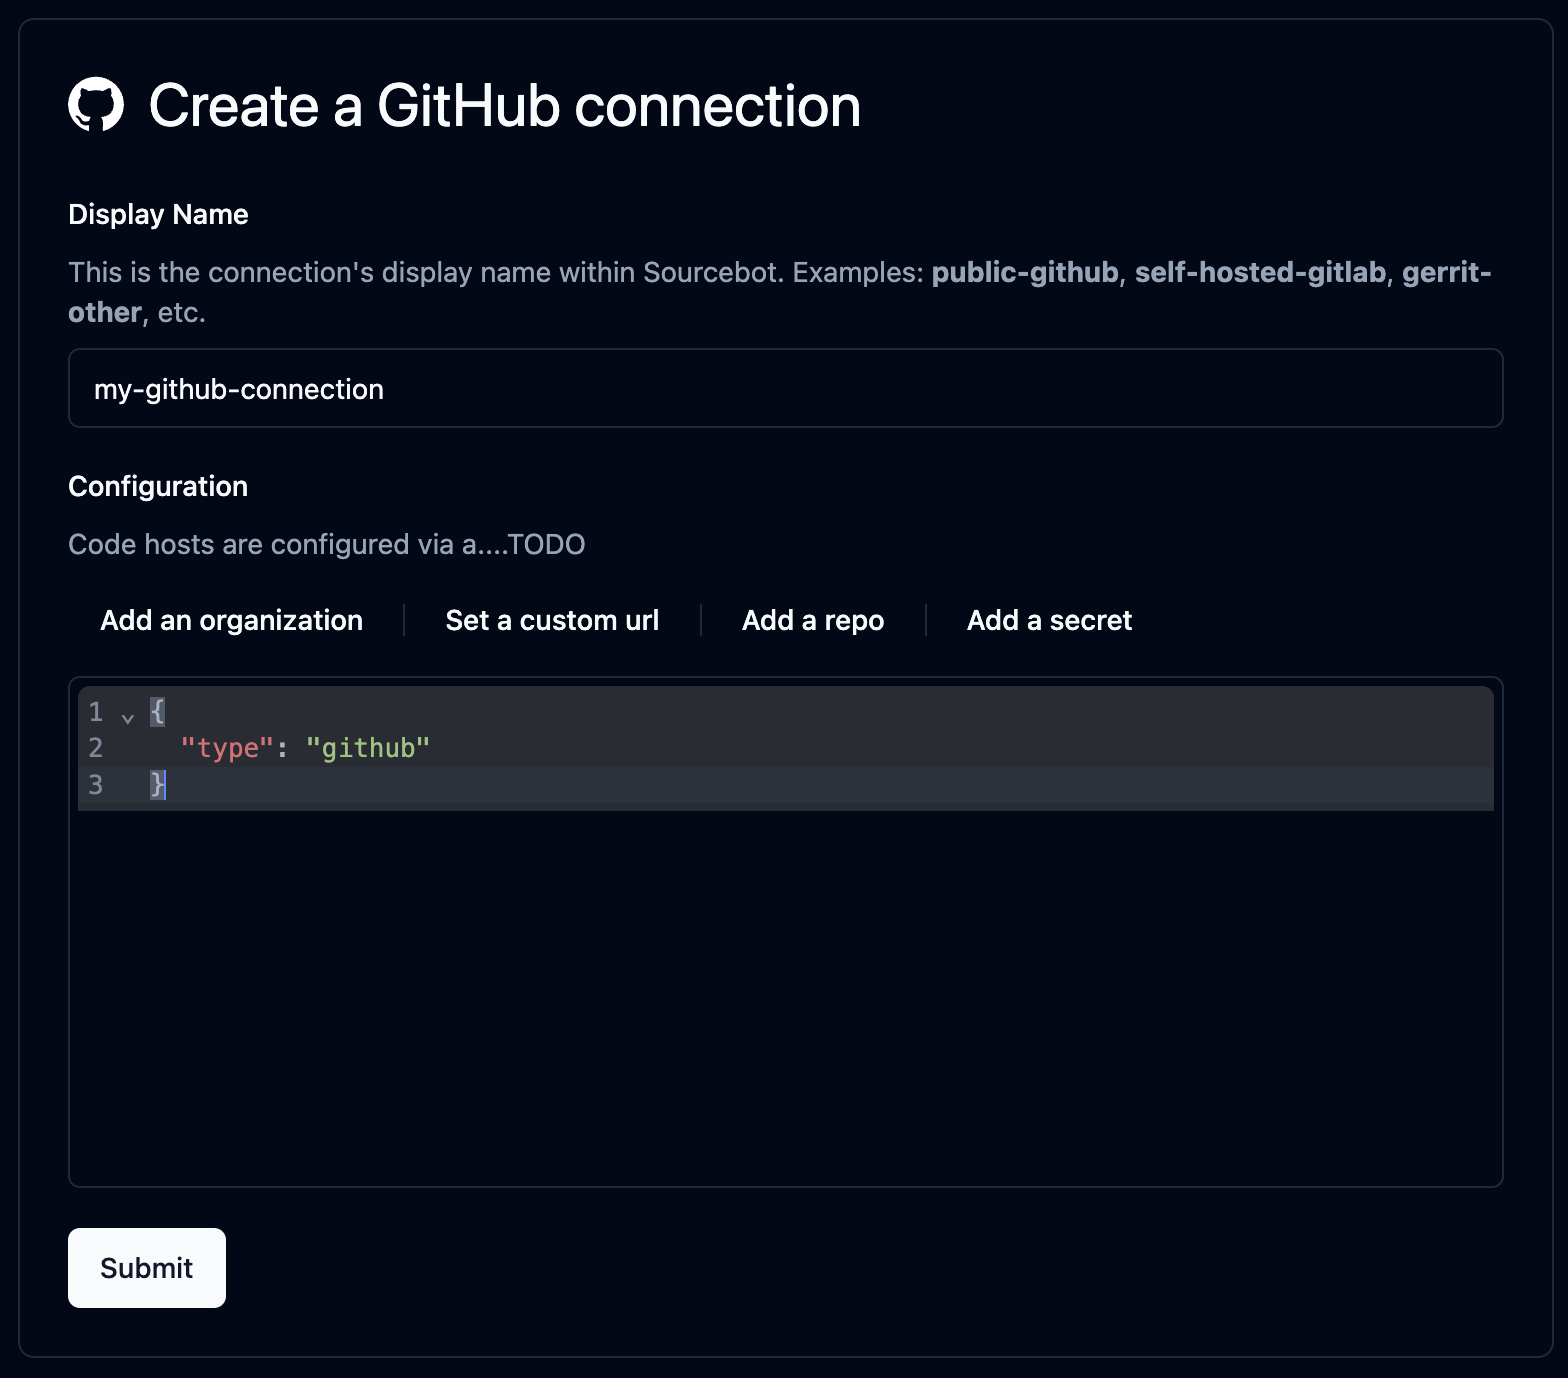 Create a GitHub connection
Display Name
This is the connection's display name within Sourcebot. Examples: public-github, self-hosted-gitlab, gerrit-
other, etc.
my-github-connection
Configuration
Code hosts are configured via a....TODO
Add an organization Set a custom url Add a repo Add a secret
1 {
2 "type": "github"
3 }
Submit